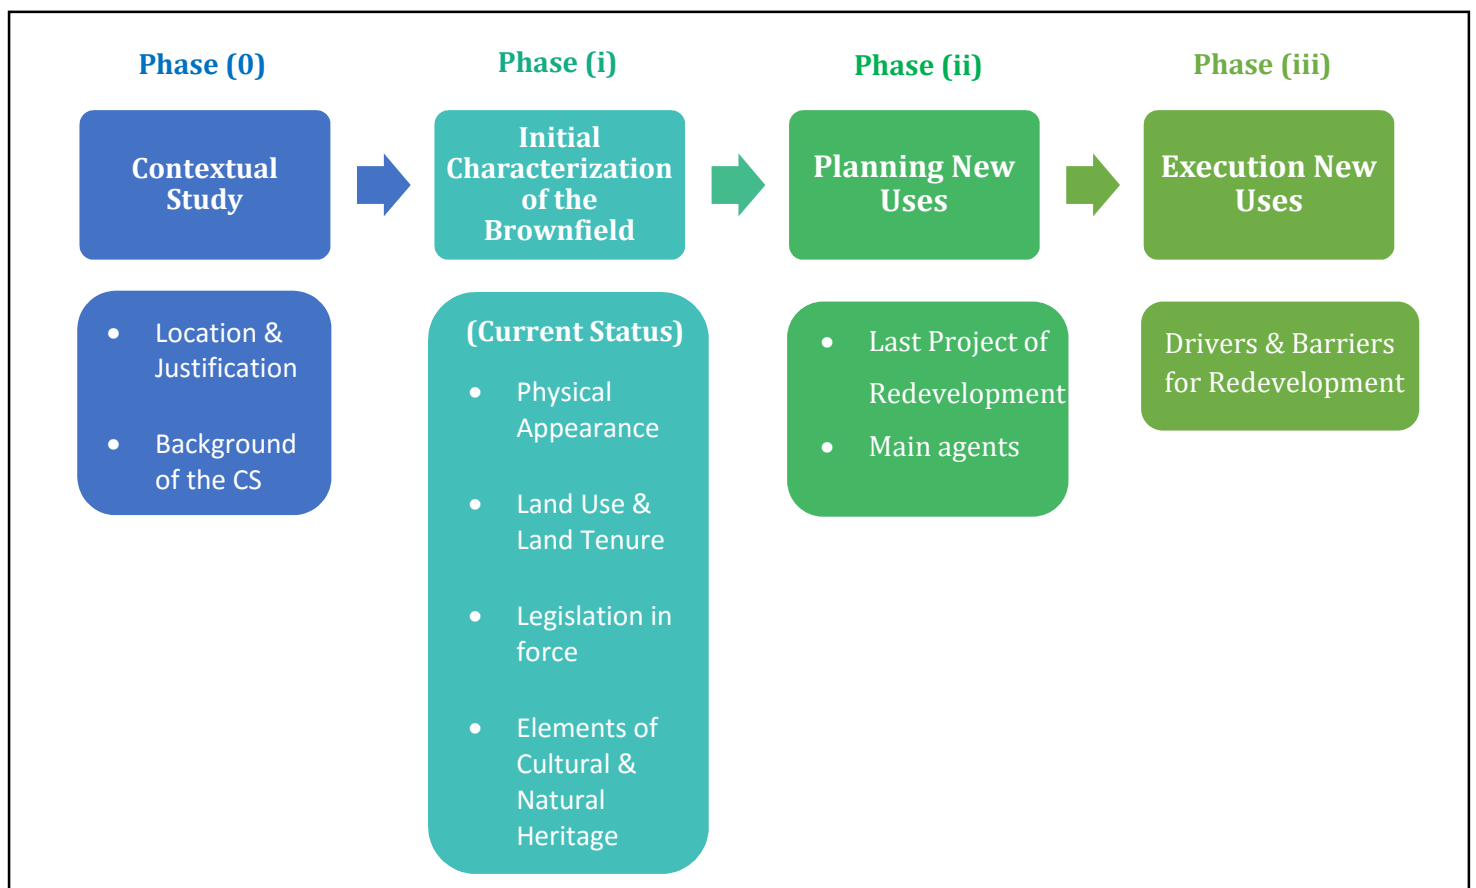 Phase (0)
Phase (i)
Phase (ii)
Phase (iii)
Contextual
Study
Initial
Characterization
of the
Brownfield
Planning New
Uses
Execution New
Uses
• Location &
Justification
• Background
of the CS
(Current Status)
• Physical
Appearance
• Land Use &
Land Tenure
• Legislation in
force
• Elements of
Cultural &
Natural
Heritage
• Last Project of
Redevelopment
• Main agents
Drivers & Barriers
for Redevelopment